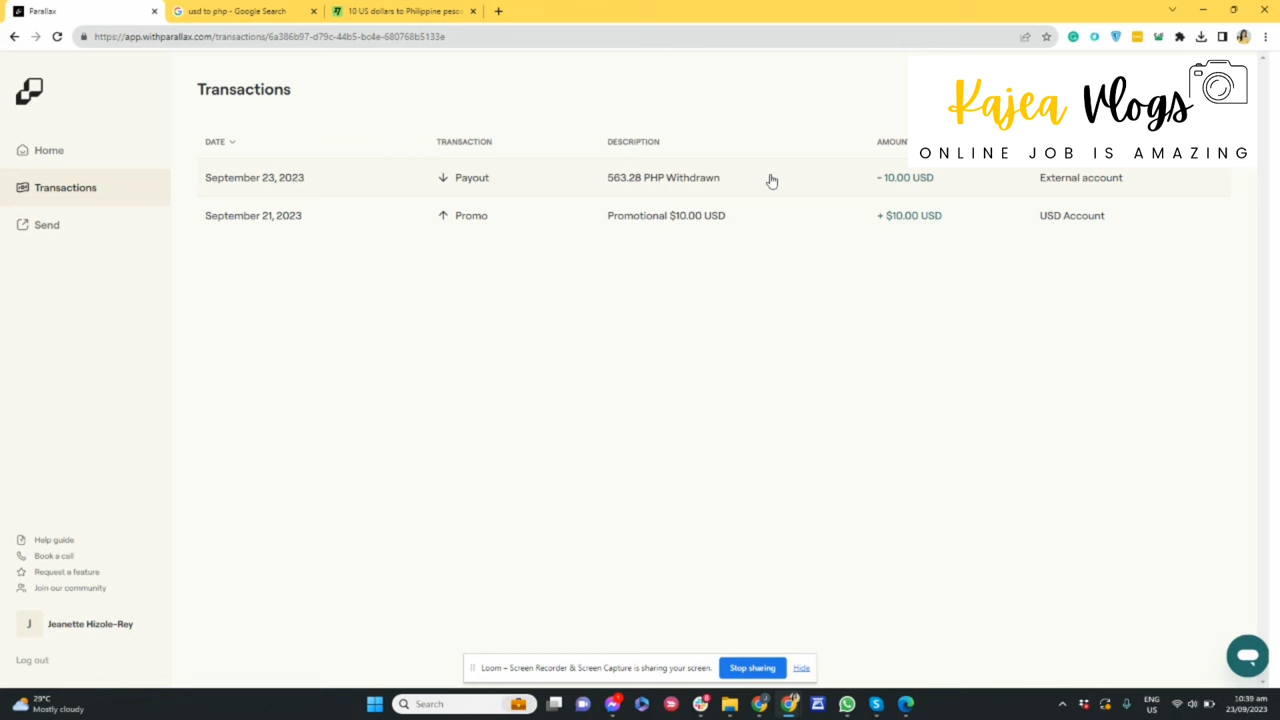 Parallax
usd to php - Google Search
10 US dollars to Philippine pesc
https://app.withparallax.com/transactions/6a386b97-d79c-44b5-bc4e-680768b5133e
Kajea Vlogs
ONLINE JOB IS AMAZING
Home
Transactions
Send
Transactions
DATE TRANSACTION DESCRIPTION AMOUN
September 23, 2023 Payout 563.28 PHP Withdrawn - 10.00 USD External account
September 21, 2023 Promo Promotional $10.00 USD + $10.00 USD USD Account
Help guide
Book a call
Request a feature
Join our community
J Jeanette Hizole-Rey
Log out
Loom – Screen Recorder & Screen Capture is sharing your screen. Stop sharing Hide
29°C
Mostly cloudy
Search
ENG
US
10:39 am
23/09/2023